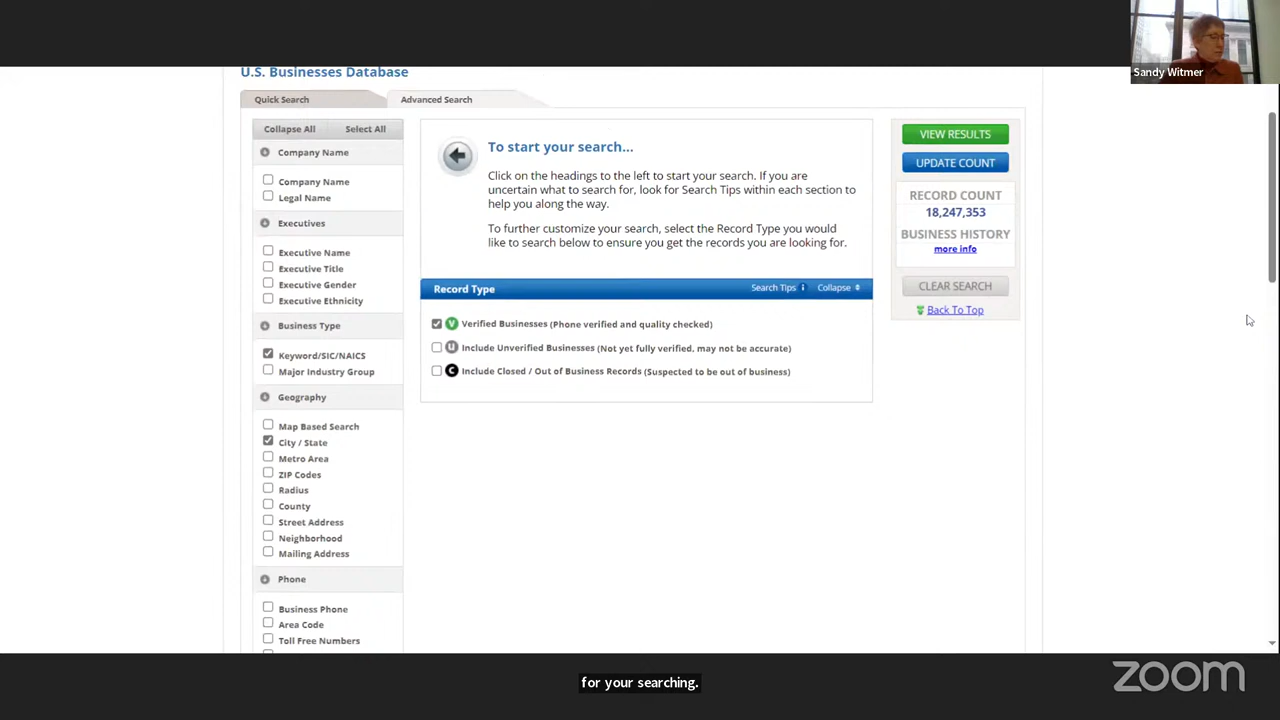 Sandy Witmer
U.S. Businesses Database
Quick Search
Advanced Search
Collapse All
Select All
Company Name
Company Name
Legal Name
Executives
Executive Name
Executive Title
Executive Gender
Executive Ethnicity
Business Type
Keyword/SIC/NAICS
Major Industry Group
Geography
Map Based Search
City / State
Metro Area
ZIP Codes
Radius
County
Street Address
Neighborhood
Mailing Address
Phone
Business Phone
Area Code
Toll Free Numbers
To start your search...
Click on the headings to the left to start your search. If you are
uncertain what to search for, look for Search Tips within each section to
help you along the way.
To further customize your search, select the Record Type you would
like to search below to ensure you get the records you are looking for.
Record Type
Search Tips i
Collapse
V Verified Businesses (Phone verified and quality checked)
U Include Unverified Businesses (Not yet fully verified, may not be accurate)
C Include Closed / Out of Business Records (Suspected to be out of business)
VIEW RESULTS
UPDATE COUNT
RECORD COUNT
18,247,353
BUSINESS HISTORY
more info
CLEAR SEARCH
Back To Top
for your searching.
zoom